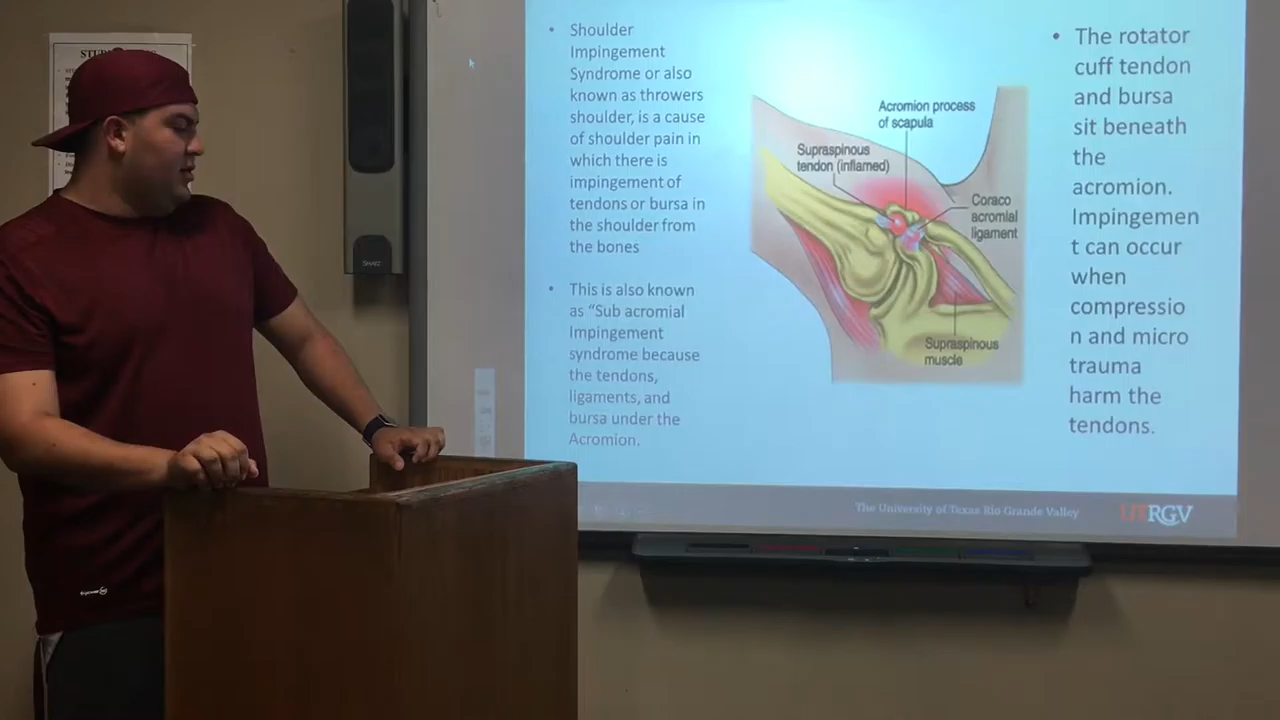 • Shoulder
Impingement
Syndrome or also
known as throwers
shoulder, is a cause
of shoulder pain in
which there is
impingement of
tendons or bursa in
the shoulder from
the bones
• This is also known
as “Sub acromial
Impingement
syndrome because
the tendons,
ligaments, and
bursa under the
Acromion.
Acromion process
of scapula
Supraspinous
tendon (inflamed)
Coraco
acromial
ligament
Supraspinous
muscle
• The rotator
cuff tendon
and bursa
sit beneath
the
acromion.
Impingemen
t can occur
when
compressio
n and micro
trauma
harm the
tendons.
The University of Texas Rio Grande Valley
UTRGV
SMART